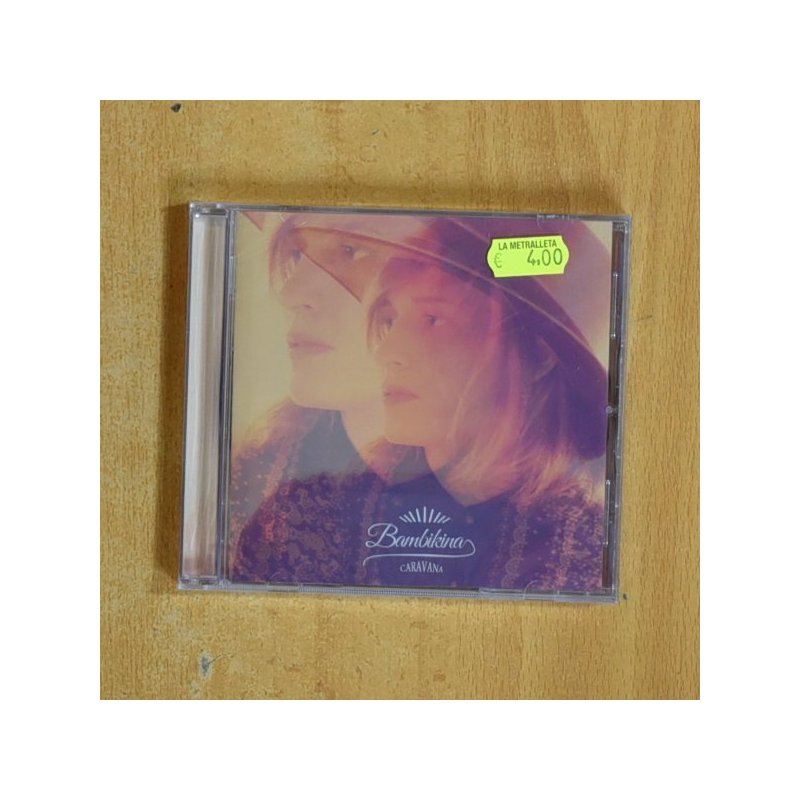 LA METRALLETA
€ 4.00
Bambikina
CARAVANA